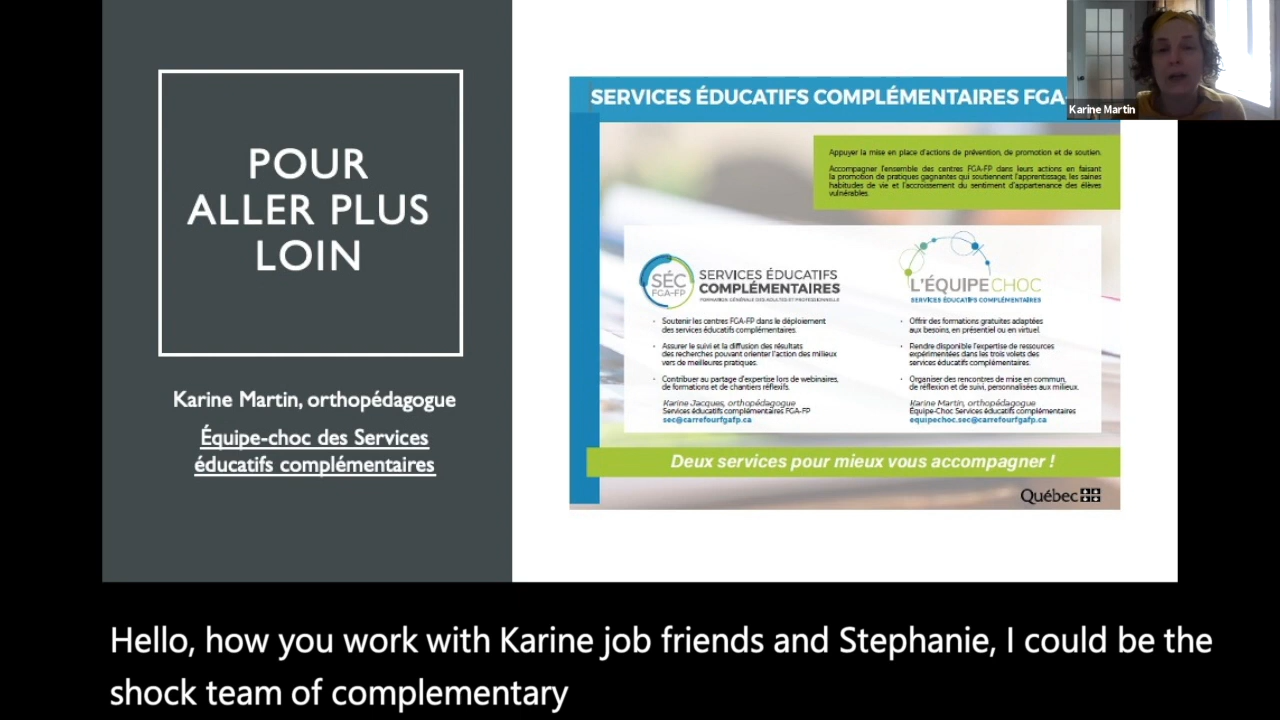 POUR
ALLER PLUS
LOIN
Karine Martin, orthopédagogue
Équipe-choc des Services
éducatifs complémentaires
SERVICES ÉDUCATIFS COMPLÉMENTAIRES FGA-
Karine Martin
Appuyer la mise en place d'actions de prévention, de promotion et de soutien.
Accompagner l'ensemble des centres FGA-FP dans leurs actions en faisant
la promotion de pratiques gagnantes qui soutiennent l'apprentissage, les saines
habitudes de vie et l'accroissement du sentiment d'appartenance des élèves
vulnérables.
SÉC
FGA-FP
SERVICES ÉDUCATIFS
COMPLÉMENTAIRES
FORMATION GÉNÉRALE DES ADULTES ET PROFESSIONNELLE
• Soutenir les centres FGA-FP dans le déploiement
des services éducatifs complémentaires.
• Assurer le suivi et la diffusion des résultats
des recherches pouvant orienter l'action des milieux
vers de meilleures pratiques.
• Contribuer au partage d'expertise lors de webinaires,
de formations et de chantiers réflexifs.
Karine Jacques, orthopédagogue
Services éducatifs complémentaires FGA-FP
sec@carrefourfgafp.ca
L'ÉQUIPECHOC
SERVICES ÉDUCATIFS COMPLÉMENTAIRES
• Offrir des formations gratuites adaptées
aux besoins, en présentiel ou en virtuel.
• Rendre disponible l'expertise de ressources
expérimentées dans les trois volets des
services éducatifs complémentaires.
• Organiser des rencontres de mise en commun,
de réflexion et de suivi, personnalisées aux milieux.
Karine Martin, orthopédagogue
Équipe-Choc Services éducatifs complémentaires
equipechoc.sec@carrefourfgafp.ca
Deux services pour mieux vous accompagner !
Québec
Hello, how you work with Karine job friends and Stephanie, I could be the
shock team of complementary